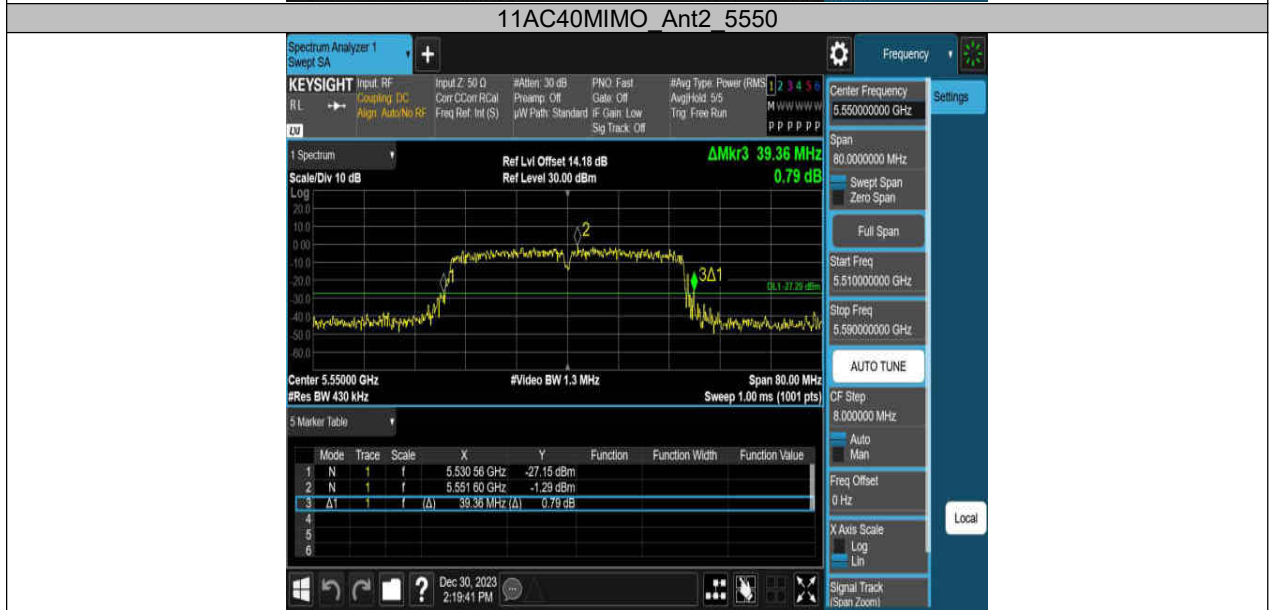 11AC40MIMO_Ant2_5550
Spectrum Analyzer 1
Swept SA
+
Frequency
KEYSIGHT Input: RF Input Z: 50 Ω #Atten: 30 dB PNO: Fast #Avg Type: Power (RMS 1 2 3 4 5 6
RL Coupling: DC Corr CCorr RCal Preamp: Off Gate: Off Avg|Hold: 5/5 M W W W W W
Align: Auto/No RF Freq Ref: Int (S) µW Path: Standard IF Gain: Low Trig: Free Run
Sig Track: Off P P P P P P
LXI
Center Frequency
5.550000000 GHz
Settings
Span
80.0000000 MHz
Swept Span
Zero Span
Full Span
Start Freq
5.510000000 GHz
Stop Freq
5.590000000 GHz
AUTO TUNE
CF Step
8.000000 MHz
Auto
Man
Freq Offset
0 Hz
X Axis Scale
Log
Lin
Signal Track
(Span Zoom)
Local
1 Spectrum
Ref Lvl Offset 14.18 dB
ΔMkr3 39.36 MHz
Scale/Div 10 dB
Ref Level 30.00 dBm
0.79 dB
Log
20.0
10.0
0.00
-10.0
-20.0
-30.0
-40.0
-50.0
-60.0
1
2
3Δ1
DL1 -27.29 dBm
Center 5.55000 GHz #Video BW 1.3 MHz Span 80.00 MHz
#Res BW 430 kHz Sweep 1.00 ms (1001 pts)
5 Marker Table
Mode Trace Scale X Y Function Function Width Function Value
1 N 1 f 5.530 56 GHz -27.15 dBm
2 N 1 f 5.551 60 GHz -1.29 dBm
3 Δ1 1 f (Δ) 39.36 MHz (Δ) 0.79 dB
4
5
6
?
Dec 30, 2023
2:19:41 PM